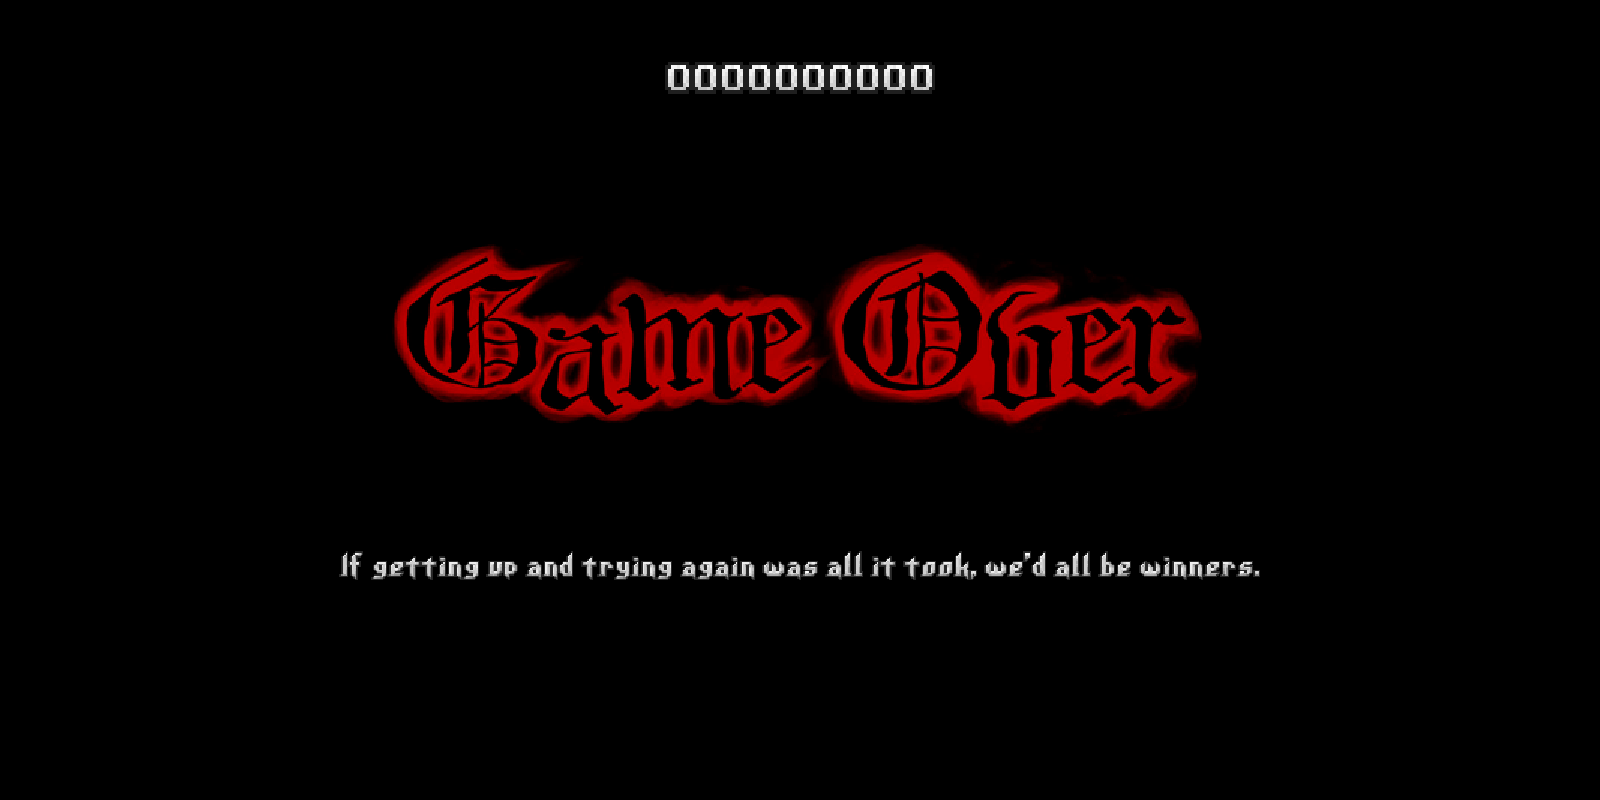 0000000000
Game Over
If getting up and trying again was all it took, we'd all be winners.